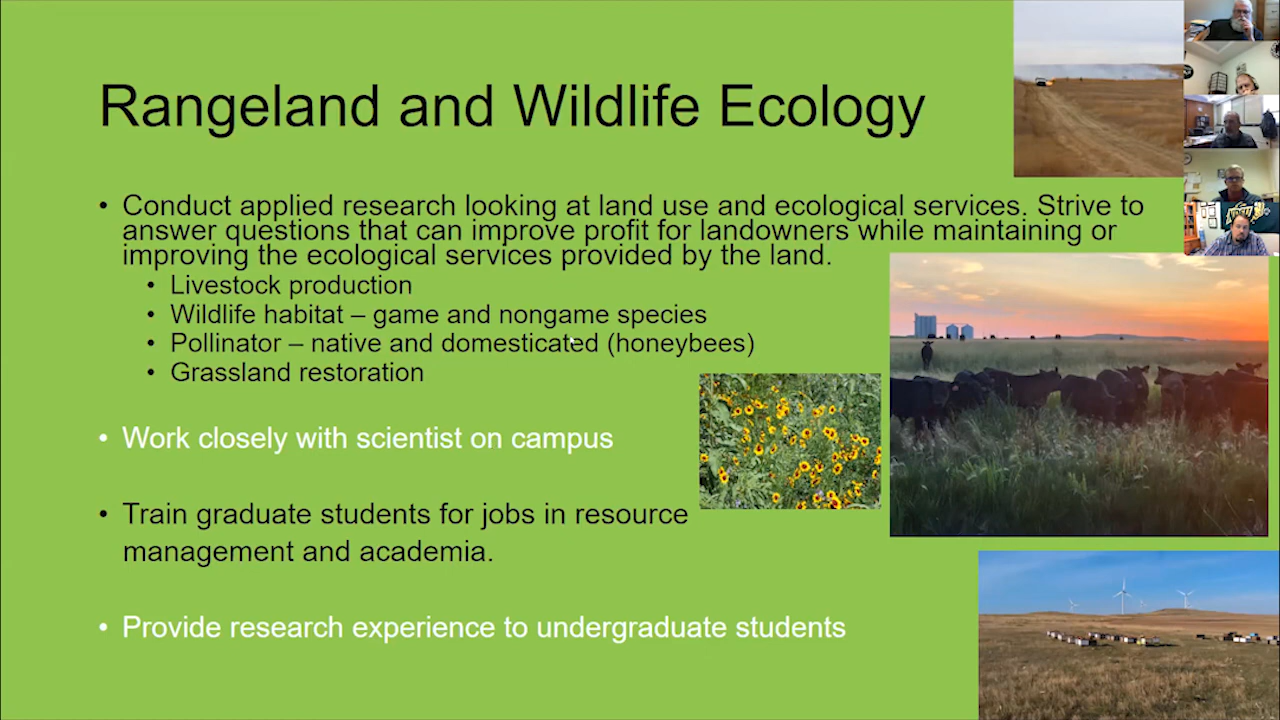 Rangeland and Wildlife Ecology
• Conduct applied research looking at land use and ecological services. Strive to
answer questions that can improve profit for landowners while maintaining or
improving the ecological services provided by the land.
• Livestock production
• Wildlife habitat – game and nongame species
• Pollinator – native and domesticated (honeybees)
• Grassland restoration
• Work closely with scientist on campus
• Train graduate students for jobs in resource
management and academia.
• Provide research experience to undergraduate students